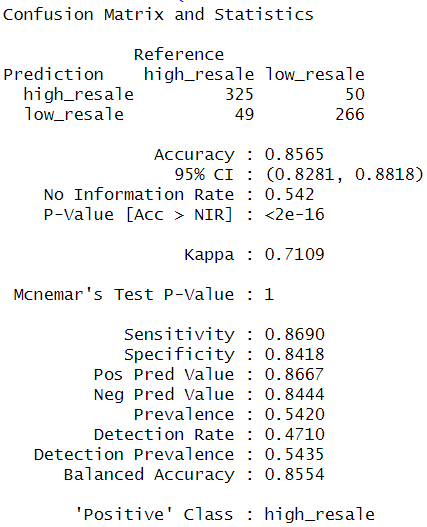 Confusion Matrix and Statistics
Reference
Prediction high_resale low_resale
high_resale 325 50
low_resale 49 266
Accuracy : 0.8565
95% CI : (0.8281, 0.8818)
No Information Rate : 0.542
P-Value [Acc > NIR] : <2e-16
Kappa : 0.7109
Mcnemar's Test P-Value : 1
Sensitivity : 0.8690
Specificity : 0.8418
Pos Pred Value : 0.8667
Neg Pred Value : 0.8444
Prevalence : 0.5420
Detection Rate : 0.4710
Detection Prevalence : 0.5435
Balanced Accuracy : 0.8554
'Positive' Class : high_resale